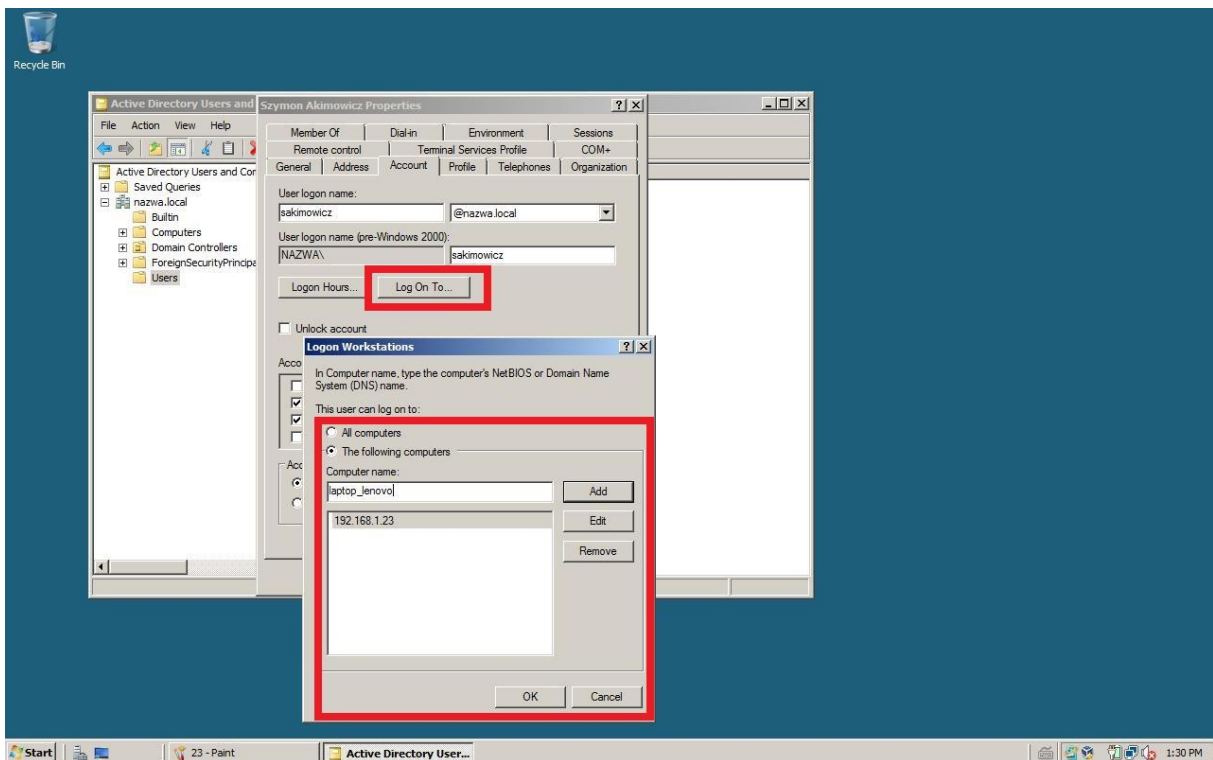 Recycle Bin
Active Directory Users and
File Action View Help
Active Directory Users and Cor
Saved Queries
nazwa.local
Builtin
Computers
Domain Controllers
ForeignSecurityPrincipa
Users
Szymon Akimowicz Properties
Member Of Dial-in Environment Sessions
Remote control Terminal Services Profile COM+
General Address Account Profile Telephones Organization
User logon name:
sakimowicz @nazwa.local
User logon name (pre-Windows 2000):
NAZWA\ sakimowicz
Logon Hours... Log On To...
Unlock account
Acco
Acc
Logon Workstations
In Computer name, type the computer's NetBIOS or Domain Name
System (DNS) name.
This user can log on to:
All computers
The following computers
Computer name:
laptop_lenovo Add
192.168.1.23 Edit
Remove
OK Cancel
Start 23 - Paint Active Directory User... 1:30 PM